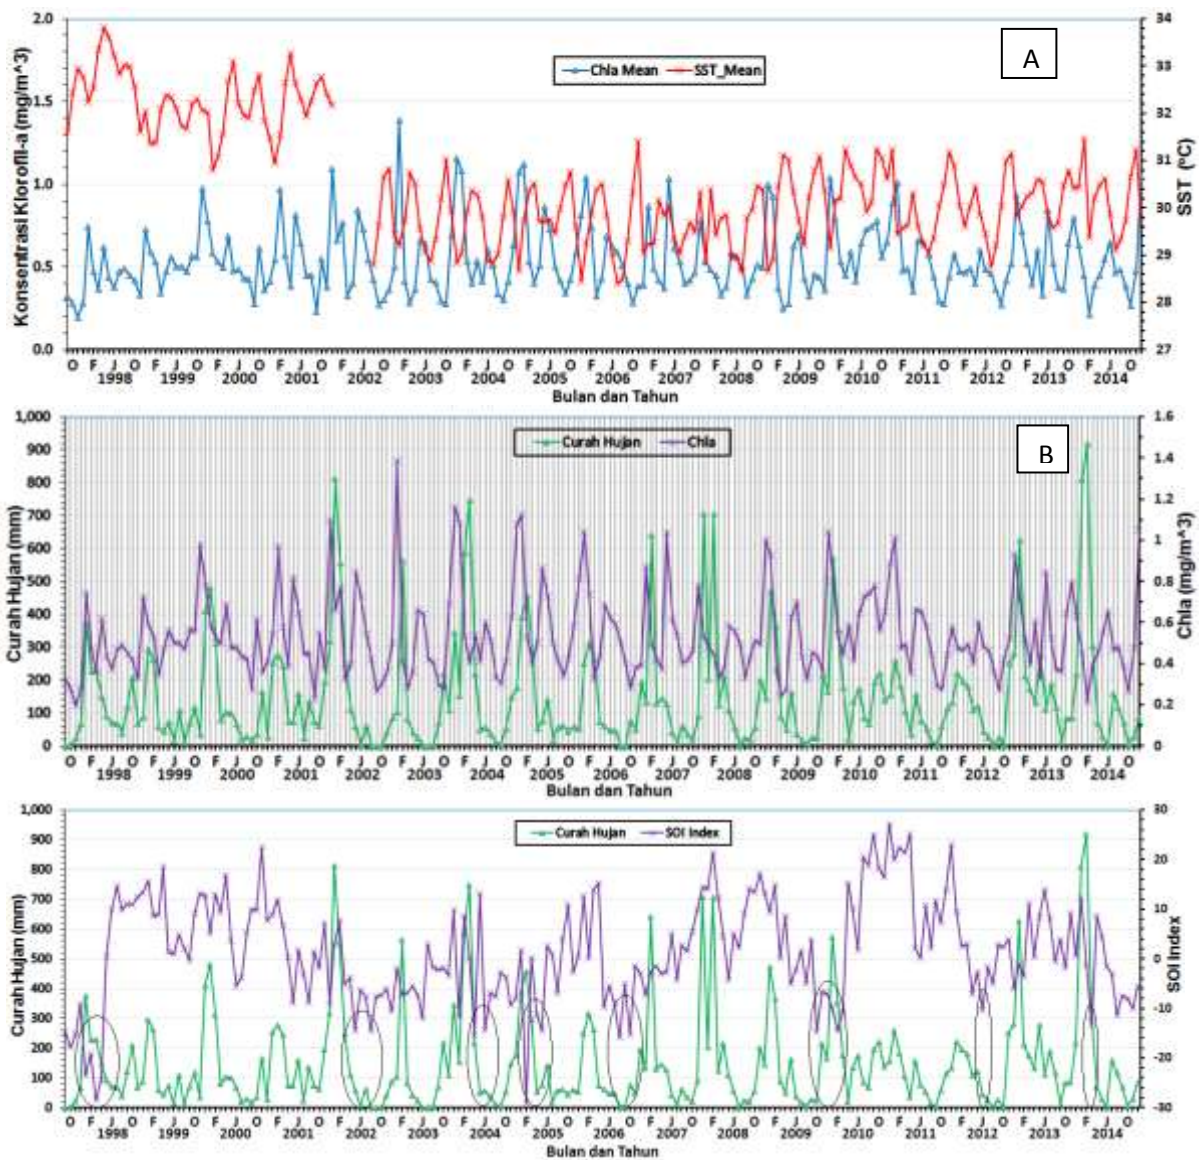 2.0
1.5
1.0
0.5
0.0
Konsentrasi Klorofil-a (mg/m^3)
Chla Mean
SST_Mean
A
34
33
32
31
30
29
28
27
SST (ºC)
O F J O F J O F J O F J O F J O F J O F J O F J O F J O F J O F J O F J O F J O F J O F J O F J O F J O
1998 1999 2000 2001 2002 2003 2004 2005 2006 2007 2008 2009 2010 2011 2012 2013 2014
Bulan dan Tahun
1,000
900
800
700
600
500
400
300
200
100
0
Curah Hujan (mm)
Curah Hujan
Chla
B
1.6
1.4
1.2
1
0.8
0.6
0.4
0.2
0
Chla (mg/m^3)
O F J O F J O F J O F J O F J O F J O F J O F J O F J O F J O F J O F J O F J O F J O F J O F J O F J O
1998 1999 2000 2001 2002 2003 2004 2005 2006 2007 2008 2009 2010 2011 2012 2013 2014
Bulan dan Tahun
1,000
900
800
700
600
500
400
300
200
100
0
Curah Hujan (mm)
Curah Hujan
SOI Index
30
20
10
0
-10
-20
-30
SOI Index
O F J O F J O F J O F J O F J O F J O F J O F J O F J O F J O F J O F J O F J O F J O F J O F J O F J O
1998 1999 2000 2001 2002 2003 2004 2005 2006 2007 2008 2009 2010 2011 2012 2013 2014
Bulan dan Tahun